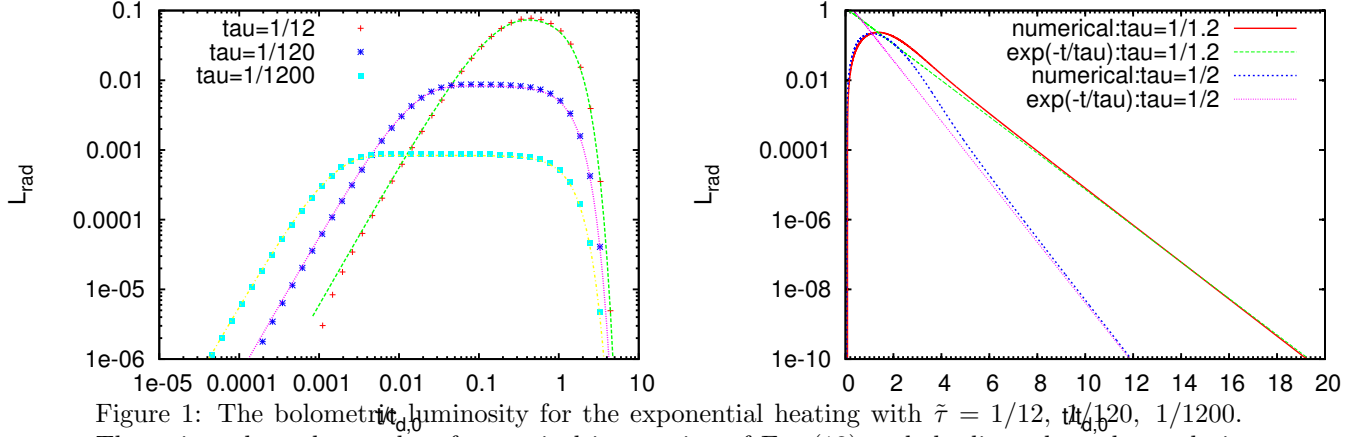 0.1
0.01
0.001
0.0001
1e-05
1e-06
L_rad
tau=1/12
tau=1/120
tau=1/1200
1e-05 0.0001 0.001 0.01 0.1 1 10
t/t_d,0
1
0.01
0.0001
1e-06
1e-08
1e-10
L_rad
numerical:tau=1/1.2
exp(-t/tau):tau=1/1.2
numerical:tau=1/2
exp(-t/tau):tau=1/2
0 2 4 6 8 10 12 14 16 18 20
t/t_d,0
Figure 1: The bolometric luminosity for the exponential heating with τ̃ = 1/12, 1/120, 1/1200.